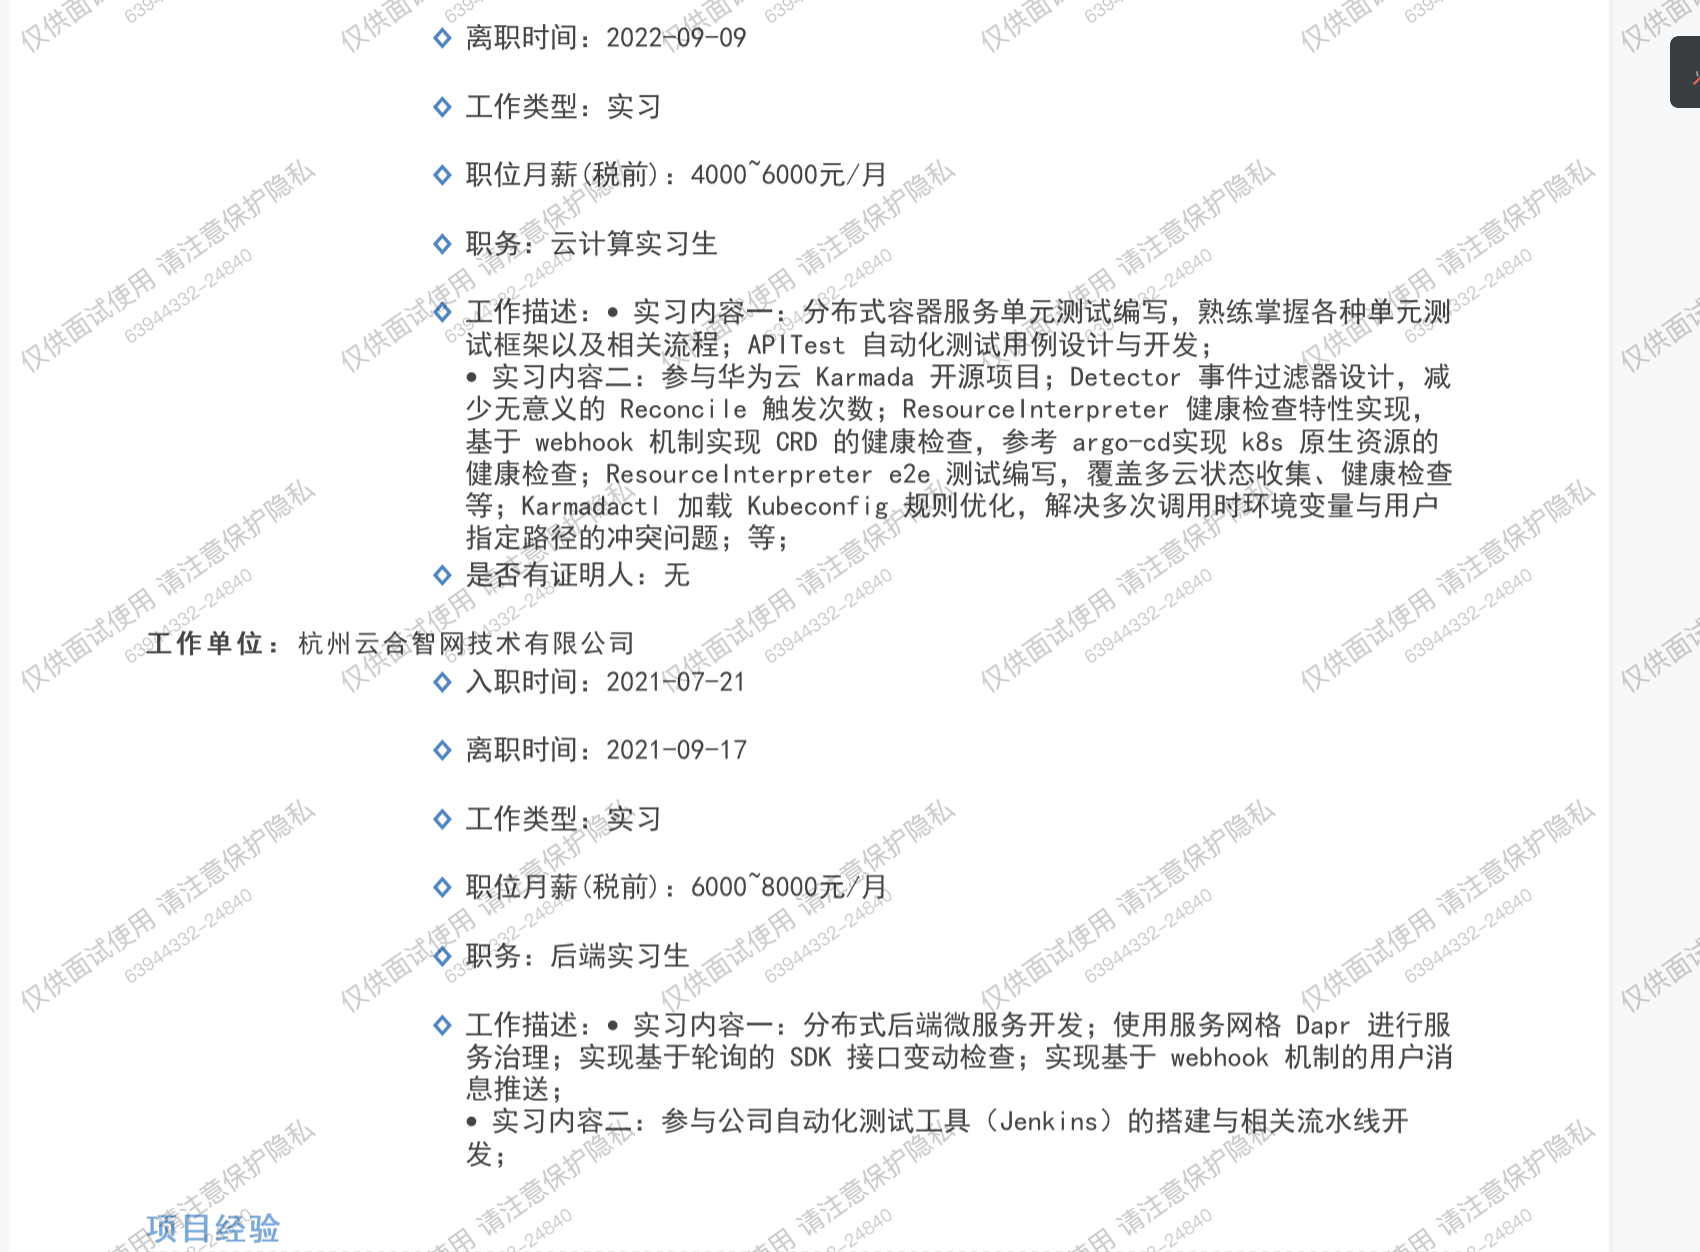 离职时间：2022-09-09
工作类型：实习
职位月薪(税前)：4000~6000元/月
职务：云计算实习生
工作描述：• 实习内容一：分布式容器服务单元测试编写，熟练掌握各种单元测
试框架以及相关流程；APITest 自动化测试用例设计与开发；
• 实习内容二：参与华为云 Karmada 开源项目；Detector 事件过滤器设计，减
少无意义的 Reconcile 触发次数；ResourceInterpreter 健康检查特性实现，
基于 webhook 机制实现 CRD 的健康检查，参考 argo-cd实现 k8s 原生资源的
健康检查；ResourceInterpreter e2e 测试编写，覆盖多云状态收集、健康检查
等；Karmadactl 加载 Kubeconfig 规则优化，解决多次调用时环境变量与用户
指定路径的冲突问题；等；
是否有证明人：无
工作单位：杭州云合智网技术有限公司
入职时间：2021-07-21
离职时间：2021-09-17
工作类型：实习
职位月薪(税前)：6000~8000元/月
职务：后端实习生
工作描述：• 实习内容一：分布式后端微服务开发；使用服务网格 Dapr 进行服
务治理；实现基于轮询的 SDK 接口变动检查；实现基于 webhook 机制的用户消
息推送；
• 实习内容二：参与公司自动化测试工具（Jenkins）的搭建与相关流水线开
发；
项目经验
仅供面试使用 请注意保护隐私
63944332-24840